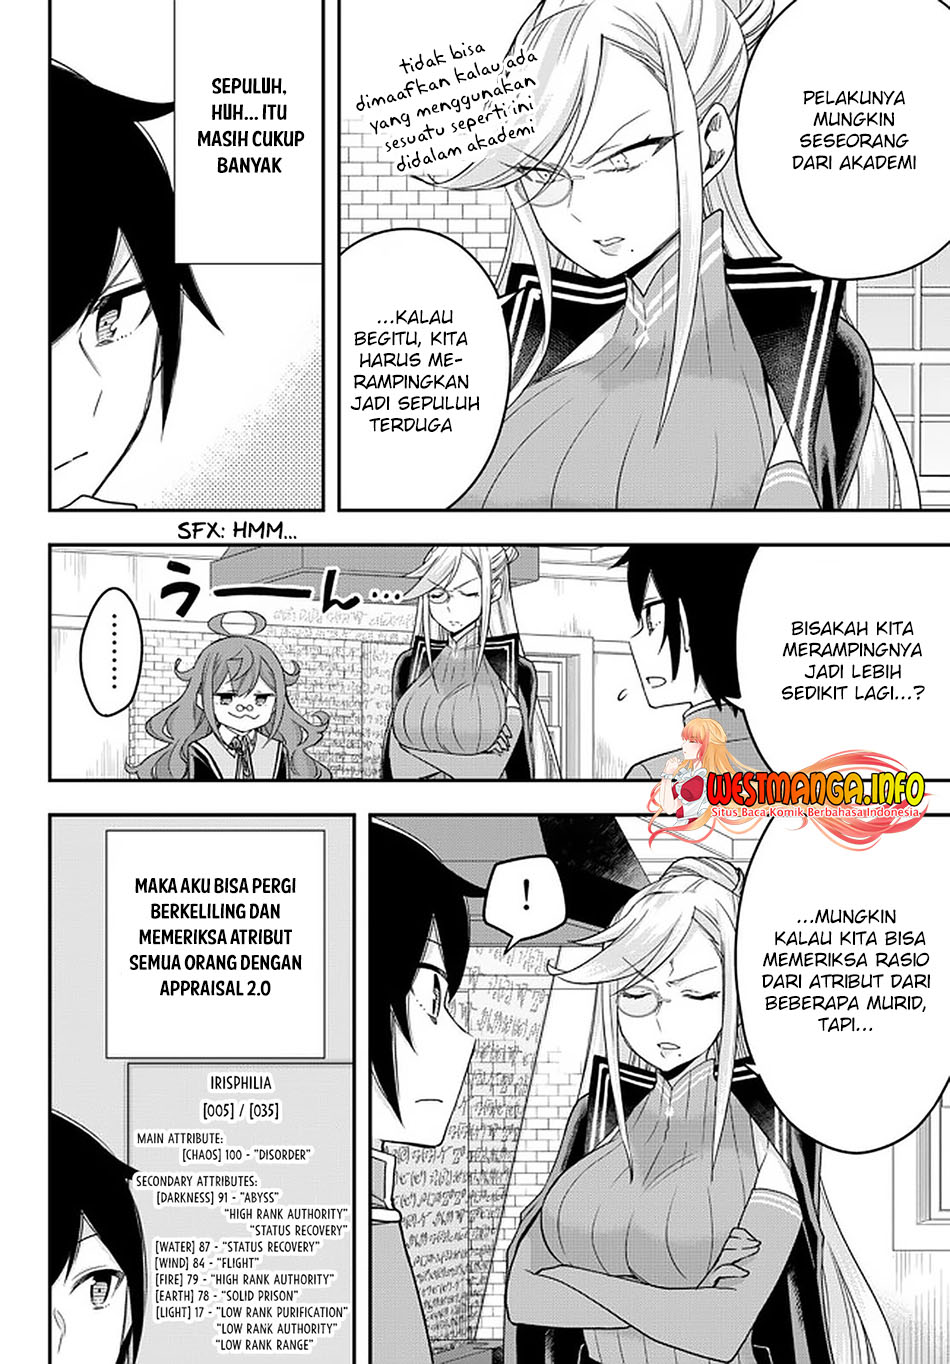 PELAKUNYA
MUNGKIN
SESEORANG
DARI AKADEMI
tidak bisa
dimaafkan kalau ada
yang menggunakan
sesuatu seperti ini
didalam akademi
...KALAU
BEGITU, KITA
HARUS ME-
RAMPINGKAN
JADI SEPULUH
TERDUGA
SEPULUH,
HUH... ITU
MASIH CUKUP
BANYAK
SFX: HMM...
BISAKAH KITA
MERAMPINGNYA
JADI LEBIH
SEDIKIT LAGI...?
うーん…
WESTMANGA.INFO
Situs Baca Komik Berbahasa Indonesia
...MUNGKIN
KALAU KITA BISA
MEMERIKSA RASIO
DARI ATRIBUT DARI
BEBERAPA MURID,
TAPI...
!
MAKA AKU BISA PERGI
BERKELILING DAN
MEMERIKSA ATRIBUT
SEMUA ORANG DENGAN
APPRAISAL 2.0
IRISPHILIA
[005] / [035]
MAIN ATTRIBUTE:
[CHAOS] 100 - "DISORDER"
SECONDARY ATTRIBUTES:
[DARKNESS] 91 - "ABYSS"
"HIGH RANK AUTHORITY"
"STATUS RECOVERY"
[WATER] 87 - "STATUS RECOVERY"
[WIND] 84 - "FLIGHT"
[FIRE] 79 - "HIGH RANK AUTHORITY"
[EARTH] 78 - "SOLID PRISON"
[LIGHT] 17 - "LOW RANK PURIFICATION"
"LOW RANK AUTHORITY"
"LOW RANK RANGE"